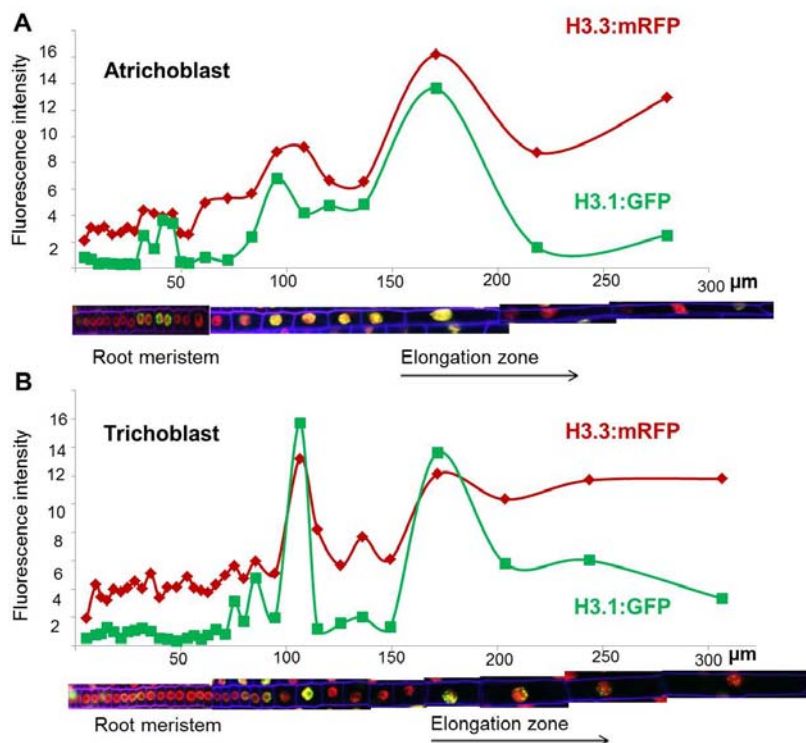 A
H3.3:mRFP
Atrichoblast
Fluorescence intensity
16
14
12
10
8
6
4
2
H3.1:GFP
50 100 150 200 250 300 μm
Root meristem Elongation zone
B
H3.3:mRFP
Trichoblast
Fluorescence intensity
16
14
12
10
8
6
4
2
H3.1:GFP
50 100 150 200 250 300 μm
Root meristem Elongation zone